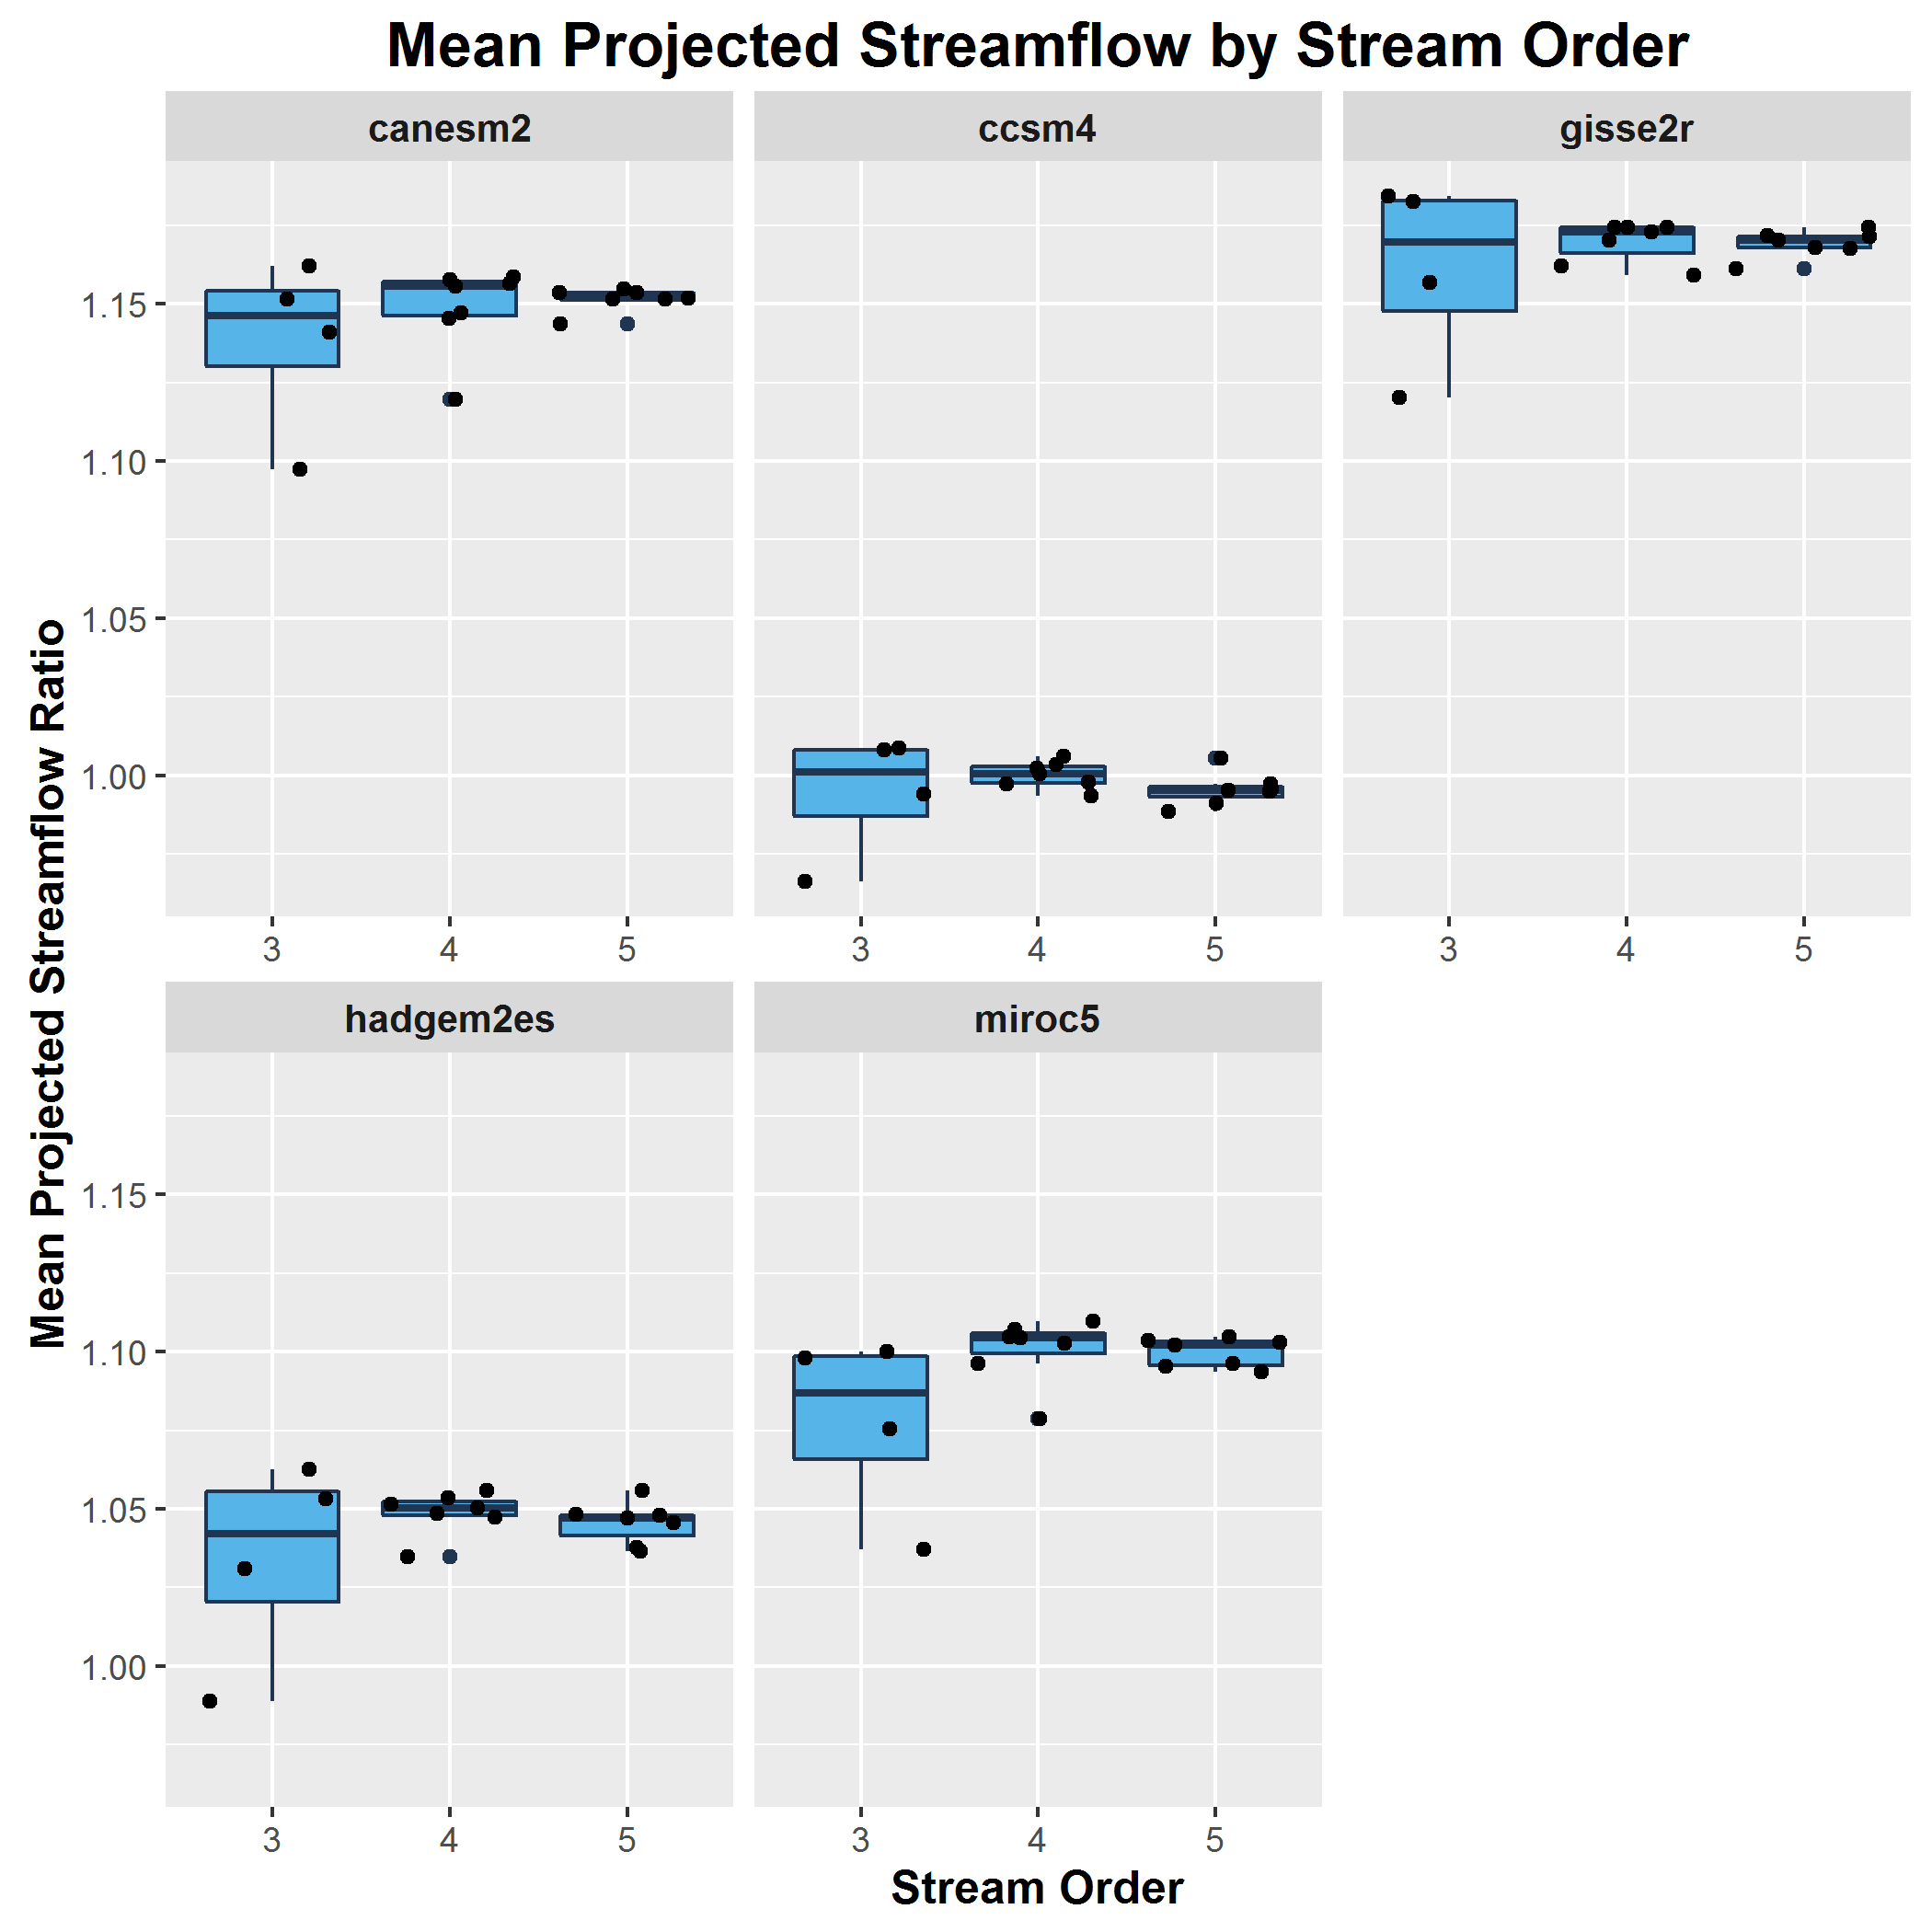 Mean Projected Streamflow by Stream Order
canesm2
ccsm4
gisse2r
Mean Projected Streamflow Ratio
1.15
1.10
1.05
1.00
3 4 5
3 4 5
3 4 5
hadgem2es
miroc5
1.15
1.10
1.05
1.00
3 4 5
3 4 5
Stream Order